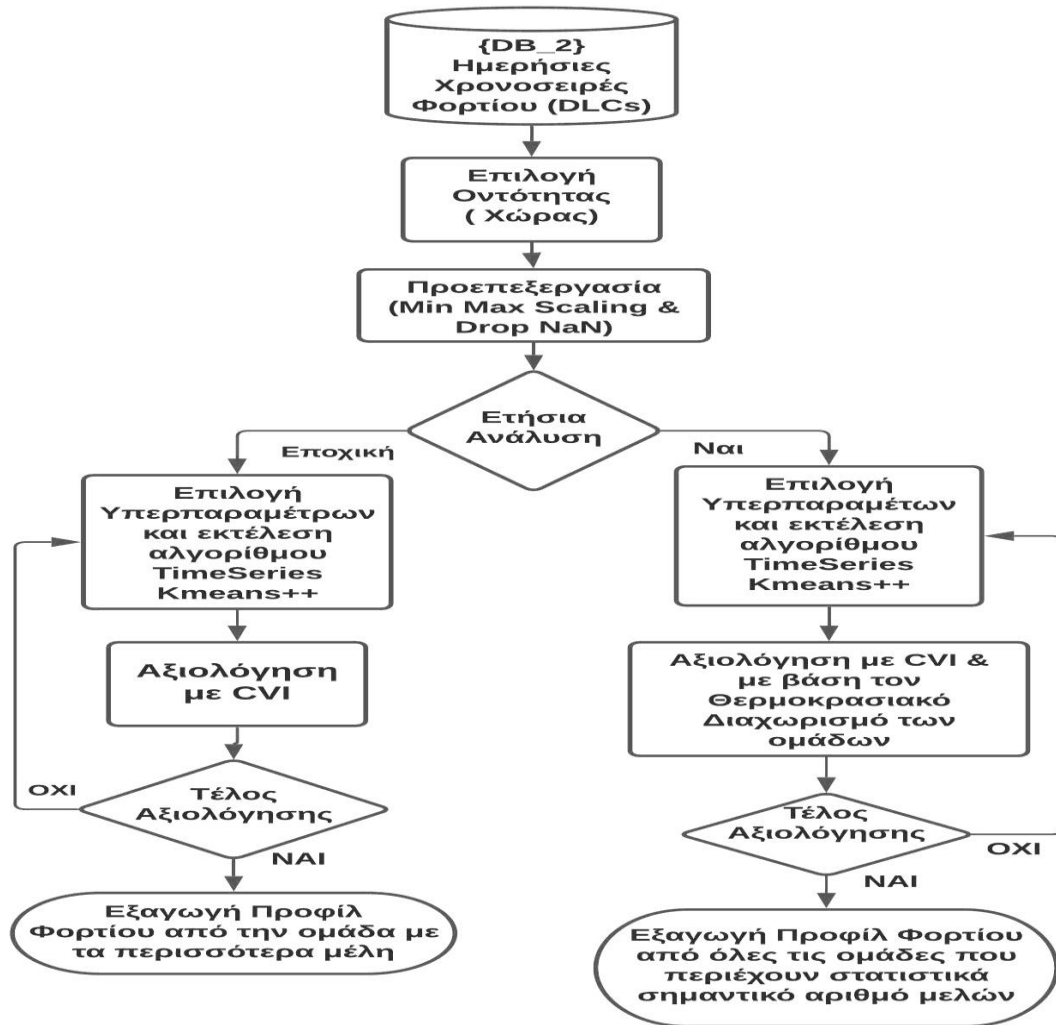 {DB_2}
Ημερήσιες
Χρονοσειρές
Φορτίου (DLCs)
Επιλογή
Οντότητας
( Χώρας)
Προεπεξεργασία
(Min Max Scaling &
Drop NaN)
Ετήσια
Ανάλυση
Εποχική
Ναι
Επιλογή
Υπερπαραμέτρων
και εκτέλεση
αλγορίθμου
TimeSeries
Kmeans++
Αξιολόγηση
με CVI
Τέλος
Αξιολόγησης
ΟΧΙ
ΝΑΙ
Εξαγωγή Προφίλ
Φορτίου από την ομάδα με
τα περισσότερα μέλη
Επιλογή
Υπερπαραμέτων
και εκτέλεση
αλγορίθμου
TimeSeries
Kmeans++
Αξιολόγηση με CVI &
με βάση τον
Θερμοκρασιακό
Διαχωρισμό των
ομάδων
Τέλος
Αξιολόγησης
ΟΧΙ
ΝΑΙ
Εξαγωγή Προφίλ Φορτίου
από όλες τις ομάδες που
περιέχουν στατιστικά
σημαντικό αριθμό μελών